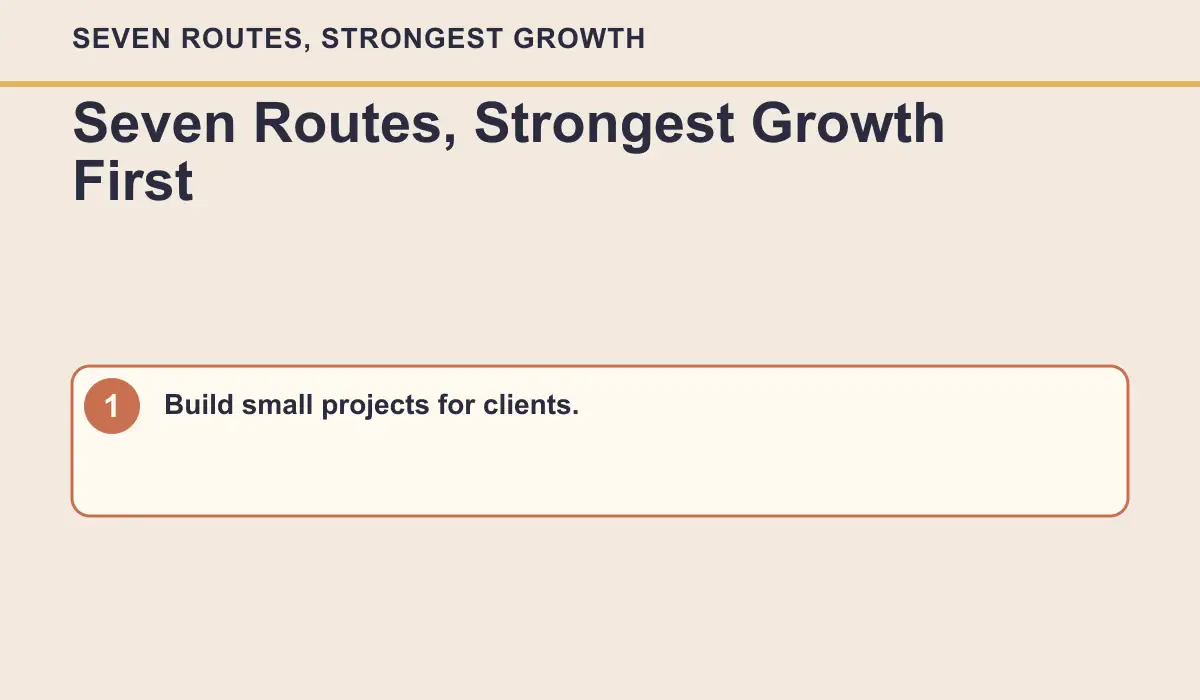 SEVEN ROUTES, STRONGEST GROWTH
Seven Routes, Strongest Growth
First
1
Build small projects for clients.